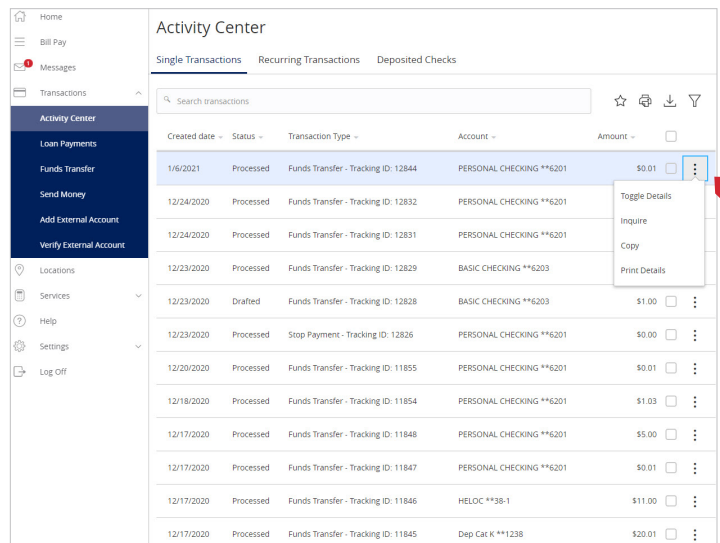 Home
Bill Pay
1
Messages
Transactions
Activity Center
Loan Payments
Funds Transfer
Send Money
Add External Account
Verify External Account
Locations
Services
Help
Settings
Log Off
Activity Center
Single Transactions Recurring Transactions Deposited Checks
Search transactions
Created date Status Transaction Type Account Amount
1/6/2021 Processed Funds Transfer - Tracking ID: 12844 PERSONAL CHECKING **6201 $0.01
12/24/2020 Processed Funds Transfer - Tracking ID: 12832 PERSONAL CHECKING **6201
12/24/2020 Processed Funds Transfer - Tracking ID: 12831 PERSONAL CHECKING **6201
12/23/2020 Processed Funds Transfer - Tracking ID: 12829 BASIC CHECKING **6203
Toggle Details
Inquire
Copy
Print Details
12/23/2020 Drafted Funds Transfer - Tracking ID: 12828 BASIC CHECKING **6203 $1.00
12/23/2020 Processed Stop Payment - Tracking ID: 12826 PERSONAL CHECKING **6201 $0.00
12/20/2020 Processed Funds Transfer - Tracking ID: 11855 PERSONAL CHECKING **6201 $0.01
12/18/2020 Processed Funds Transfer - Tracking ID: 11854 PERSONAL CHECKING **6201 $1.03
12/17/2020 Processed Funds Transfer - Tracking ID: 11848 PERSONAL CHECKING **6201 $5.00
12/17/2020 Processed Funds Transfer - Tracking ID: 11847 PERSONAL CHECKING **6201 $0.01
12/17/2020 Processed Funds Transfer - Tracking ID: 11846 HELOC **38-1 $11.00
12/17/2020 Processed Funds Transfer - Tracking ID: 11845 Dep Cat K **1238 $20.01